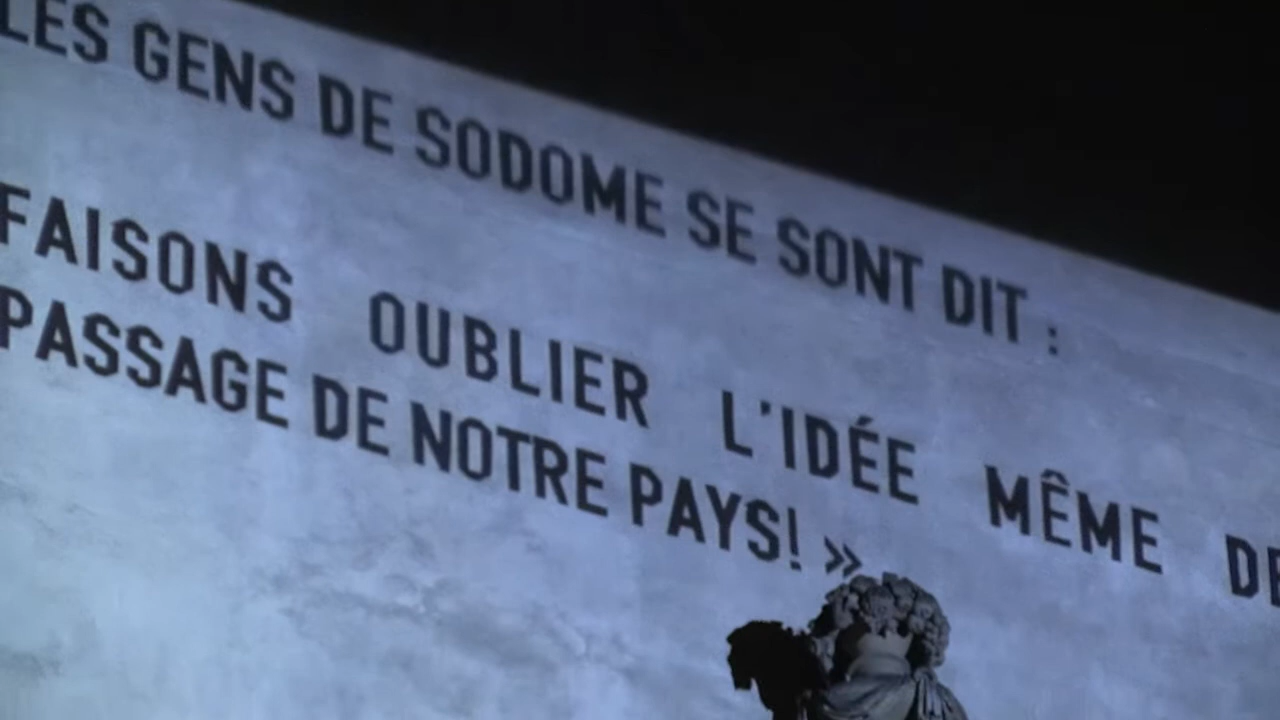 LES GENS DE SODOME SE SONT DIT :
FAISONS OUBLIER L'IDÉE MÊME DE
PASSAGE DE NOTRE PAYS! »